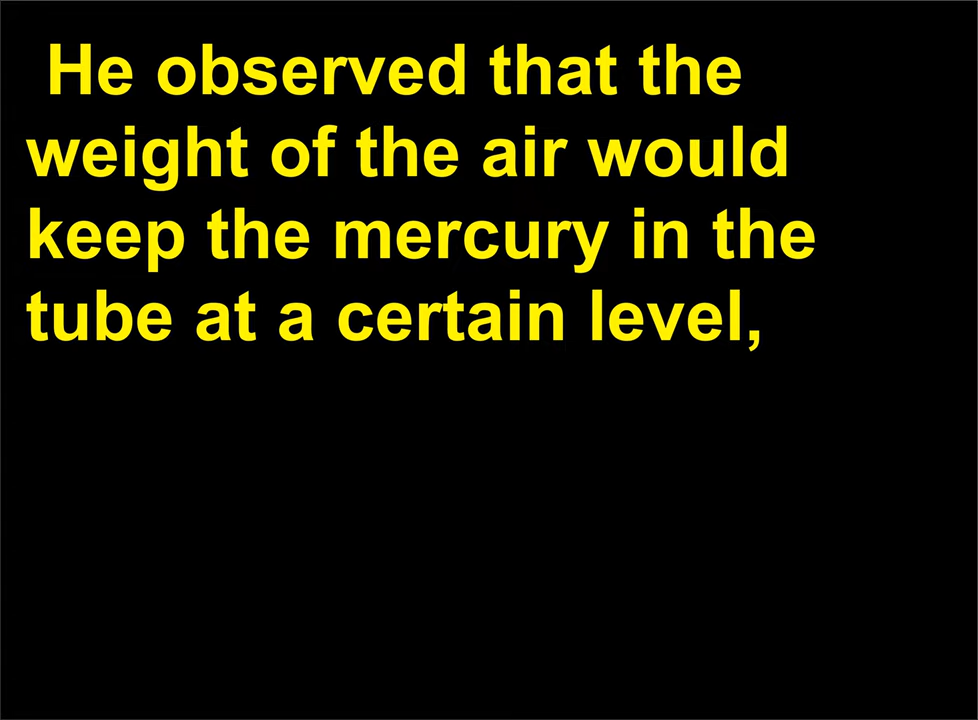 He observed that the
weight of the air would
keep the mercury in the
tube at a certain level,